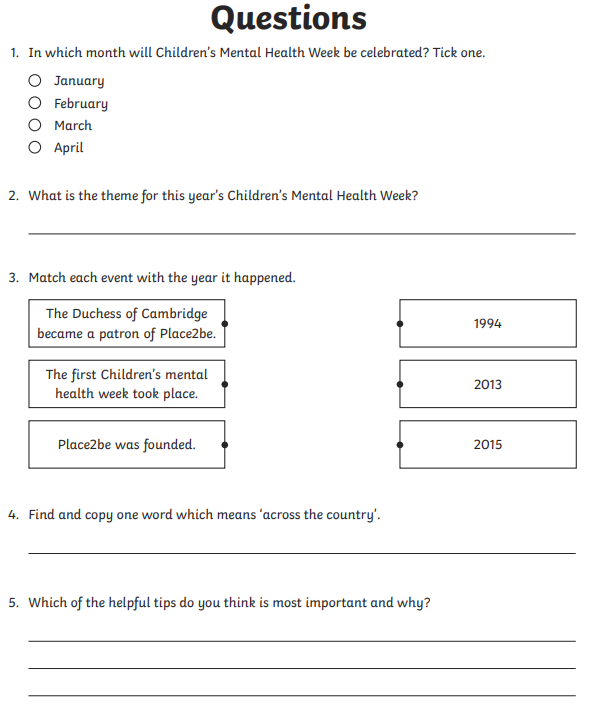 Questions
1. In which month will Children's Mental Health Week be celebrated? Tick one.
January
February
March
April
2. What is the theme for this year's Children's Mental Health Week?
3. Match each event with the year it happened.
The Duchess of Cambridge
became a patron of Place2be.
1994
The first Children's mental
health week took place.
2013
Place2be was founded.
2015
4. Find and copy one word which means 'across the country'.
5. Which of the helpful tips do you think is most important and why?